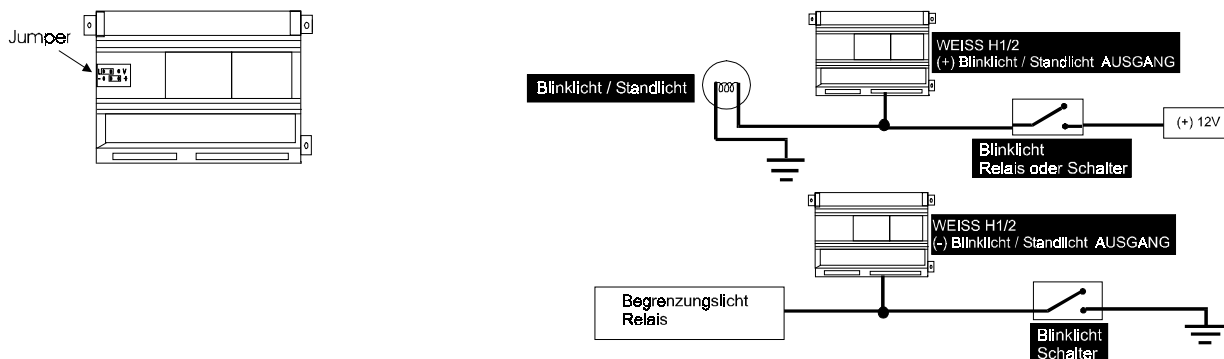 Jumper
Blinklicht / Standlicht
WEISS H1/2
(+) Blinklicht / Standlicht AUSGANG
(+) 12V
Blinklicht
Relais oder Schalter
WEISS H1/2
(-) Blinklicht / Standlicht AUSGANG
Begrenzungslicht
Relais
Blinklicht
Schalter